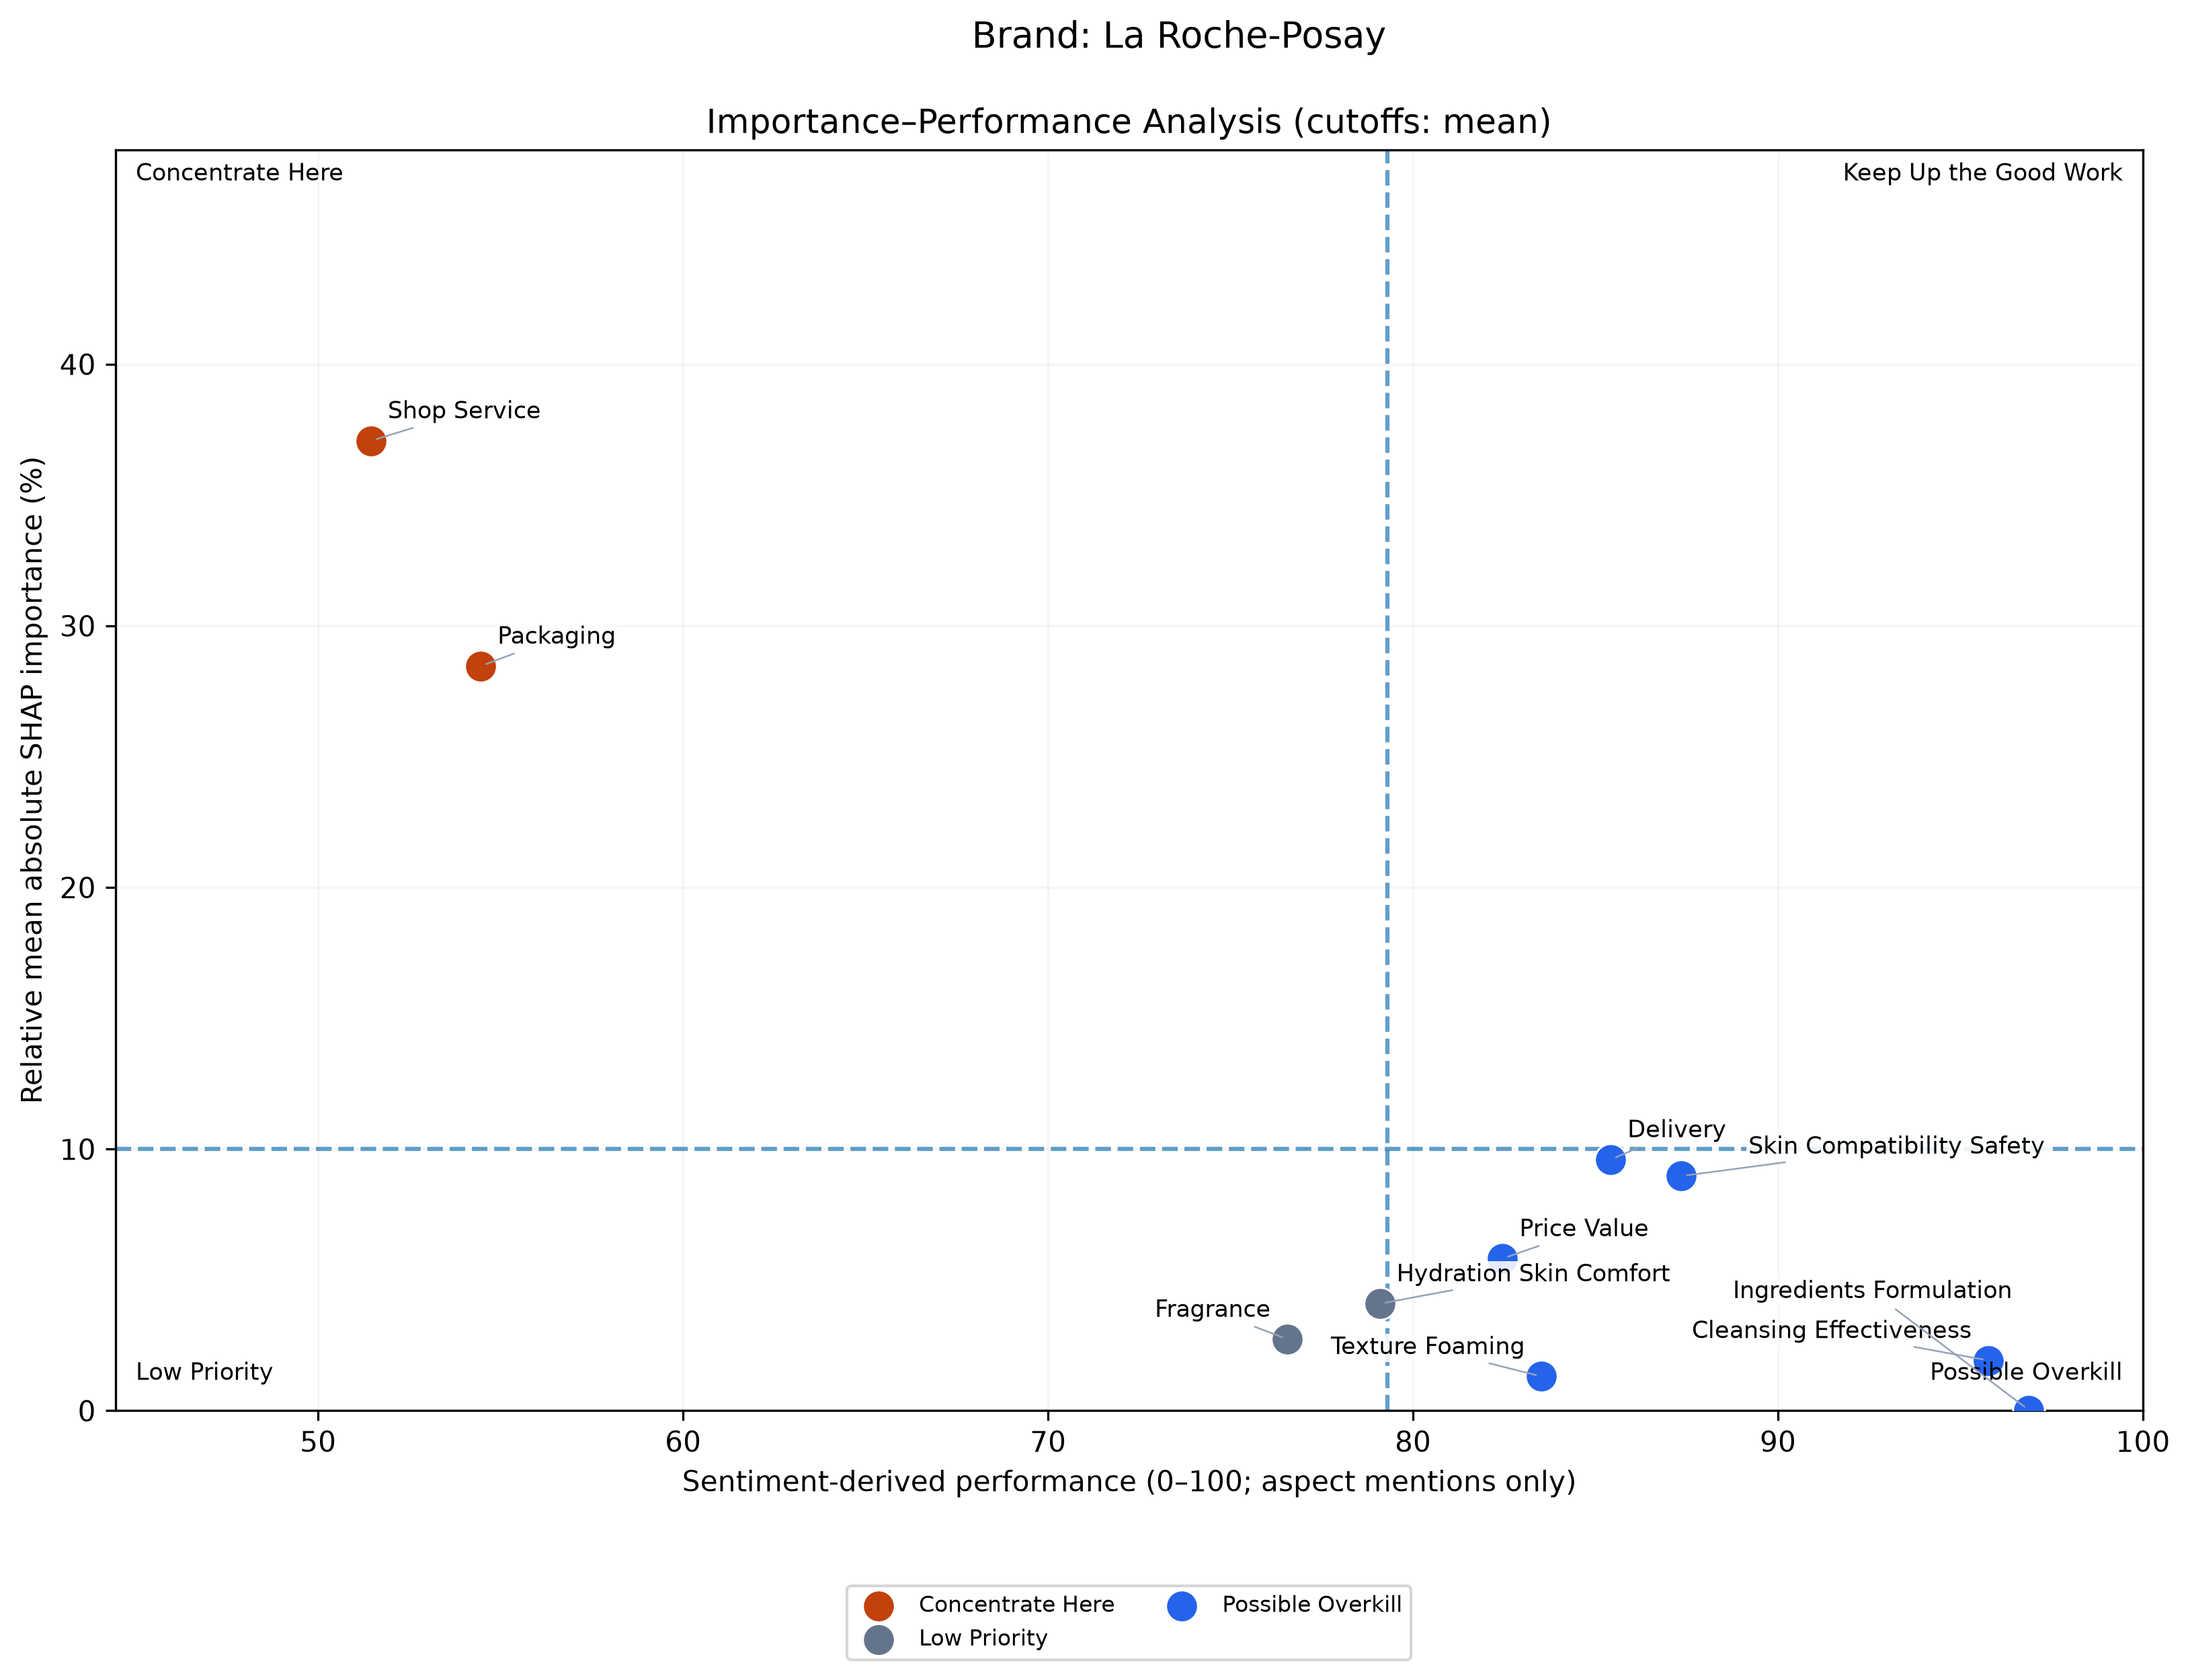 Brand: La Roche-Posay
Importance–Performance Analysis (cutoffs: mean)
Concentrate Here
Keep Up the Good Work
Relative mean absolute SHAP importance (%)
40
30
20
10
0
Shop Service
Packaging
Delivery
Skin Compatibility Safety
Price Value
Hydration Skin Comfort
Ingredients Formulation
Fragrance
Cleansing Effectiveness
Texture Foaming
Low Priority
Possible Overkill
50
60
70
80
90
100
Sentiment-derived performance (0–100; aspect mentions only)
Concentrate Here
Low Priority
Possible Overkill